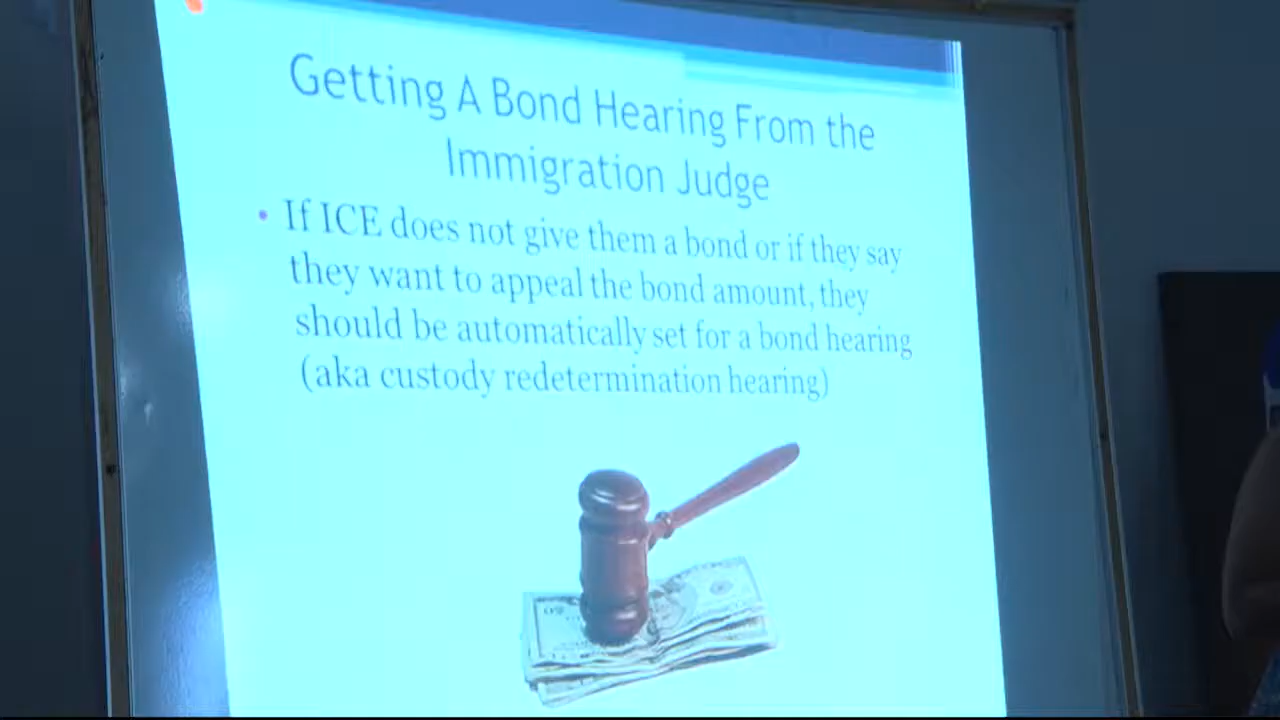 Getting A Bond Hearing From the
Immigration Judge
• If ICE does not give them a bond or if they say
they want to appeal the bond amount, they
should be automatically set for a bond hearing
(aka custody redetermination hearing)